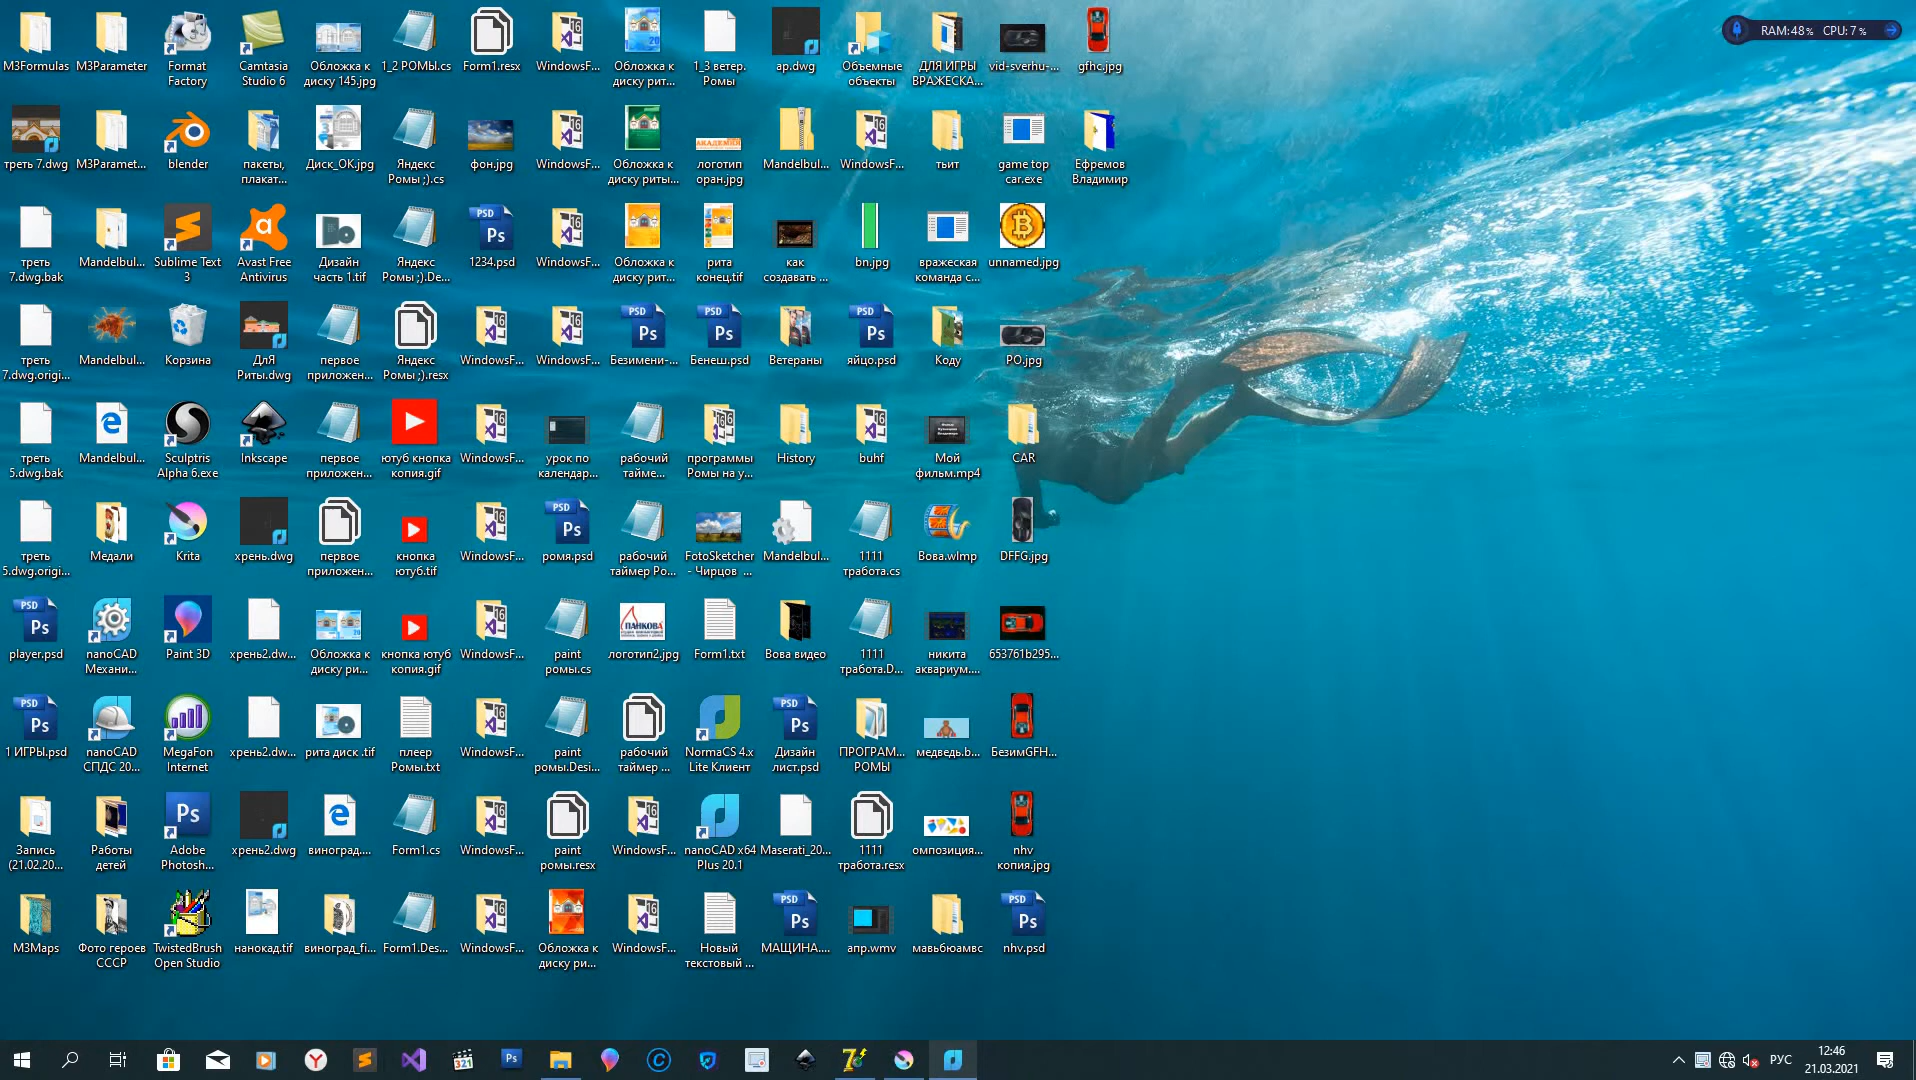 RAM:48% CPU: 7%
M3Formulas
M3Parameter
Format
Factory
Camtasia
Studio 6
Обложка к
диску 145.jpg
1_2 РОМЫ.cs
Form1.resx
WindowsF...
Обложка к
диску рит...
1_3 ветер.
Ромы
ар.dwg
Объемные
объекты
ДЛЯ ИГРЫ
ВРАЖЕСКА...
vid-sverhu-...
gfhc.jpg
треть 7.dwg
M3Paramet...
blender
пакеты,
плакат...
Диск_OK.jpg
Яндекс
Ромы ;).cs
фон.jpg
WindowsF...
Обложка к
диску риты...
логотип
оран.jpg
Mandelbul...
WindowsF...
тьит
game top
car.exe
Ефремов
Владимир
треть
7.dwg.bak
Mandelbul...
Sublime Text
3
Avast Free
Antivirus
Дизайн
часть 1.tif
Яндекс
Ромы ;).De...
1234.psd
WindowsF...
Обложка к
диску рит...
рита
конец.tif
как
создавать ...
bn.jpg
вражеская
команда с...
unnamed.jpg
треть
7.dwg.origi...
Mandelbul...
Корзина
ДлЯ
Риты.dwg
первое
приложен...
Яндекс
Ромы ;).resx
WindowsF...
WindowsF...
Безимени-...
Бенеш.psd
Ветераны
яйцо.psd
Коду
PO.jpg
треть
5.dwg.bak
Mandelbul...
Sculptris
Alpha 6.exe
Inkscape
первое
приложен...
ютуб кнопка
копия.gif
WindowsF...
урок по
календар...
рабочий
тайме...
программы
Ромы на у...
History
buhf
Мой
фильм.mp4
CAR
треть
5.dwg.origi...
Медали
Krita
хрень.dwg
первое
приложен...
кнопка
ютуб.tif
WindowsF...
ромя.psd
рабочий
таймер Ро...
FotoSketcher
- Чирцов ...
Mandelbul...
1111
тработа.cs
Вова.wlmp
DFFG.jpg
player.psd
nanoCAD
Механи...
Paint 3D
хрень2.dw...
Обложка к
диску ри...
кнопка ютуб
копия.gif
WindowsF...
paint
ромы.cs
ПАНКОВА
логотип2.jpg
Form1.txt
Вова видео
1111
тработа.D...
никита
аквариум....
653761b295...
1 ИГРЫ.psd
nanoCAD
СПДС 20...
MegaFon
Internet
хрень2.dw...
рита диск .tif
плеер
Ромы.txt
WindowsF...
paint
ромы.Desi...
рабочий
таймер ...
NormaCS 4.x
Lite Клиент
Дизайн
лист.psd
ПРОГРАМ...
РОМЫ
медведь.b...
БезимGFH...
Запись
(21.02.20...
Работы
детей
Adobe
Photosh...
хрень2.dwg
виноград....
Form1.cs
WindowsF...
paint
ромы.resx
WindowsF...
nanoCAD x64
Plus 20.1
Maserati_20...
1111
тработа.resx
омпозиция...
nhv
копия.jpg
M3Maps
Фото героев
СССР
TwistedBrush
Open Studio
нанокад.tif
виноград_fi...
Form1.Des...
WindowsF...
Обложка к
диску ри...
WindowsF...
Новый
текстовый ...
МАЩИНА....
апр.wmv
мавьбюамвс
nhv.psd
РУС
12:46
21.03.2021